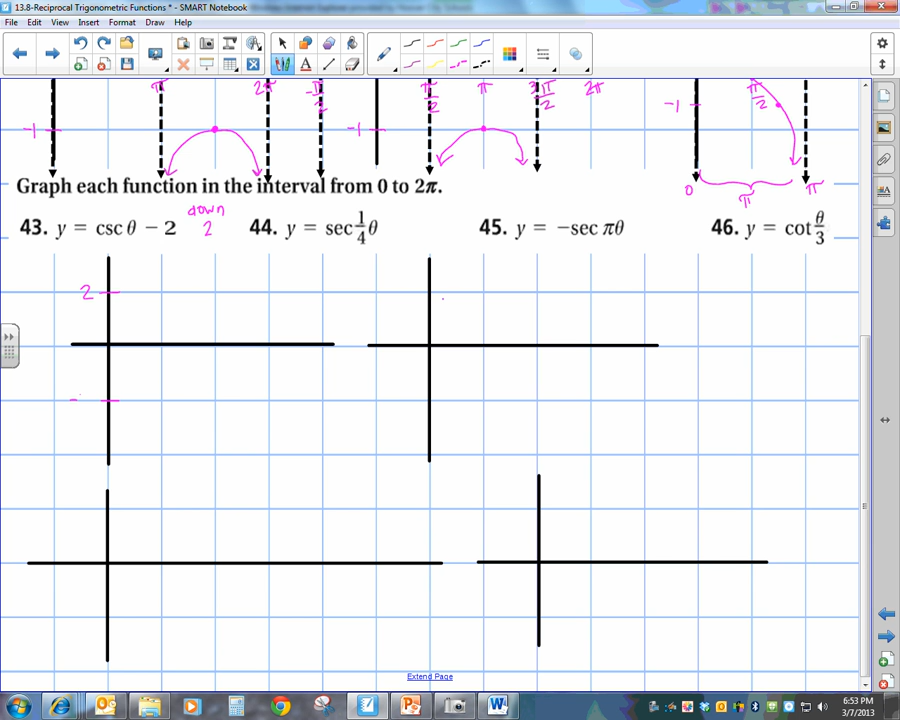 13.8-Reciprocal Trigonometric Functions * - SMART Notebook
File Edit View Insert Format Draw Help
π 2π -π/2 π/2 π 3π/2 2π π/2
-1 -1 -1
0 π π
Graph each function in the interval from 0 to 2π.
down
43. y = csc θ − 2 2 44. y = sec 1/4 θ 45. y = −sec πθ 46. y = cot θ/3
2
-
Extend Page
6:53 PM
3/7/2013